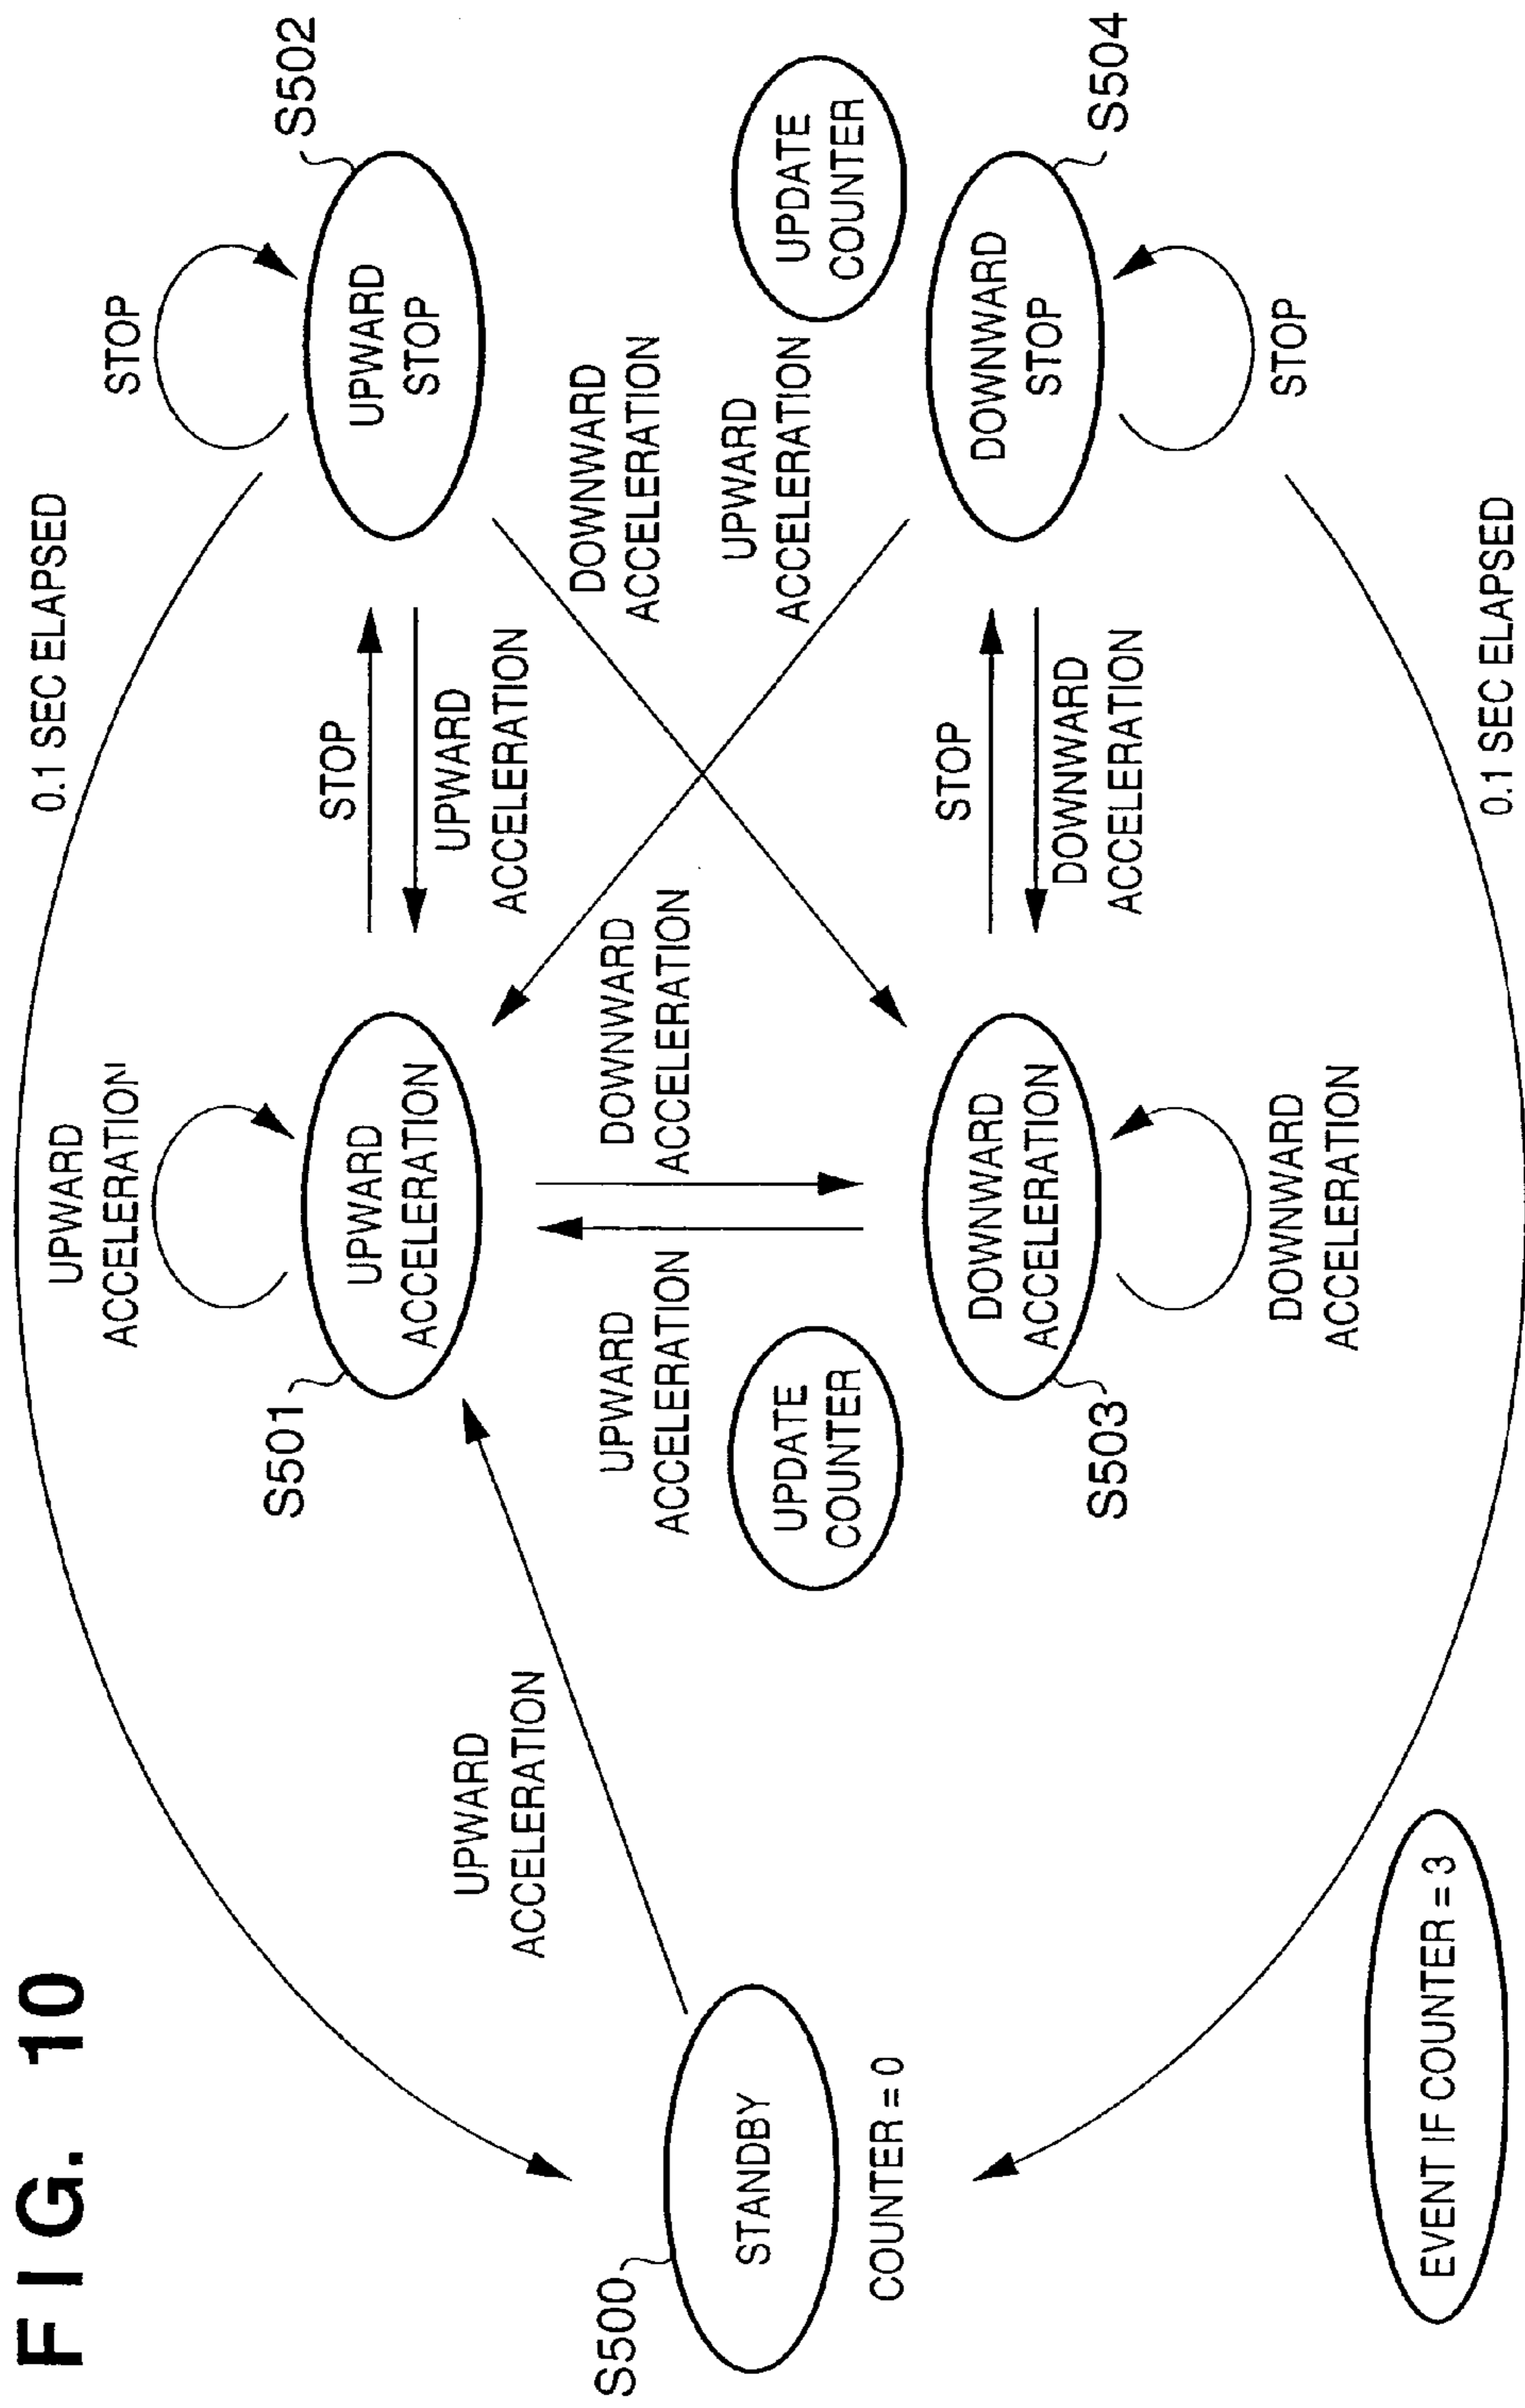 FIG. 10
0.1 SEC ELAPSED
UPWARD
ACCELERATION
STOP
S501
UPWARD
ACCELERATION
STOP
UPWARD
ACCELERATION
S502
UPWARD
STOP
UPWARD
ACCELERATION
DOWNWARD
ACCELERATION
DOWNWARD
ACCELERATION
S500
STANDBY
COUNTER = 0
UPWARD
ACCELERATION
UPDATE
COUNTER
UPWARD
ACCELERATION
UPDATE
COUNTER
S503
DOWNWARD
ACCELERATION
STOP
DOWNWARD
ACCELERATION
DOWNWARD
STOP
S504
DOWNWARD
ACCELERATION
STOP
EVENT IF COUNTER = 3
0.1 SEC ELAPSED